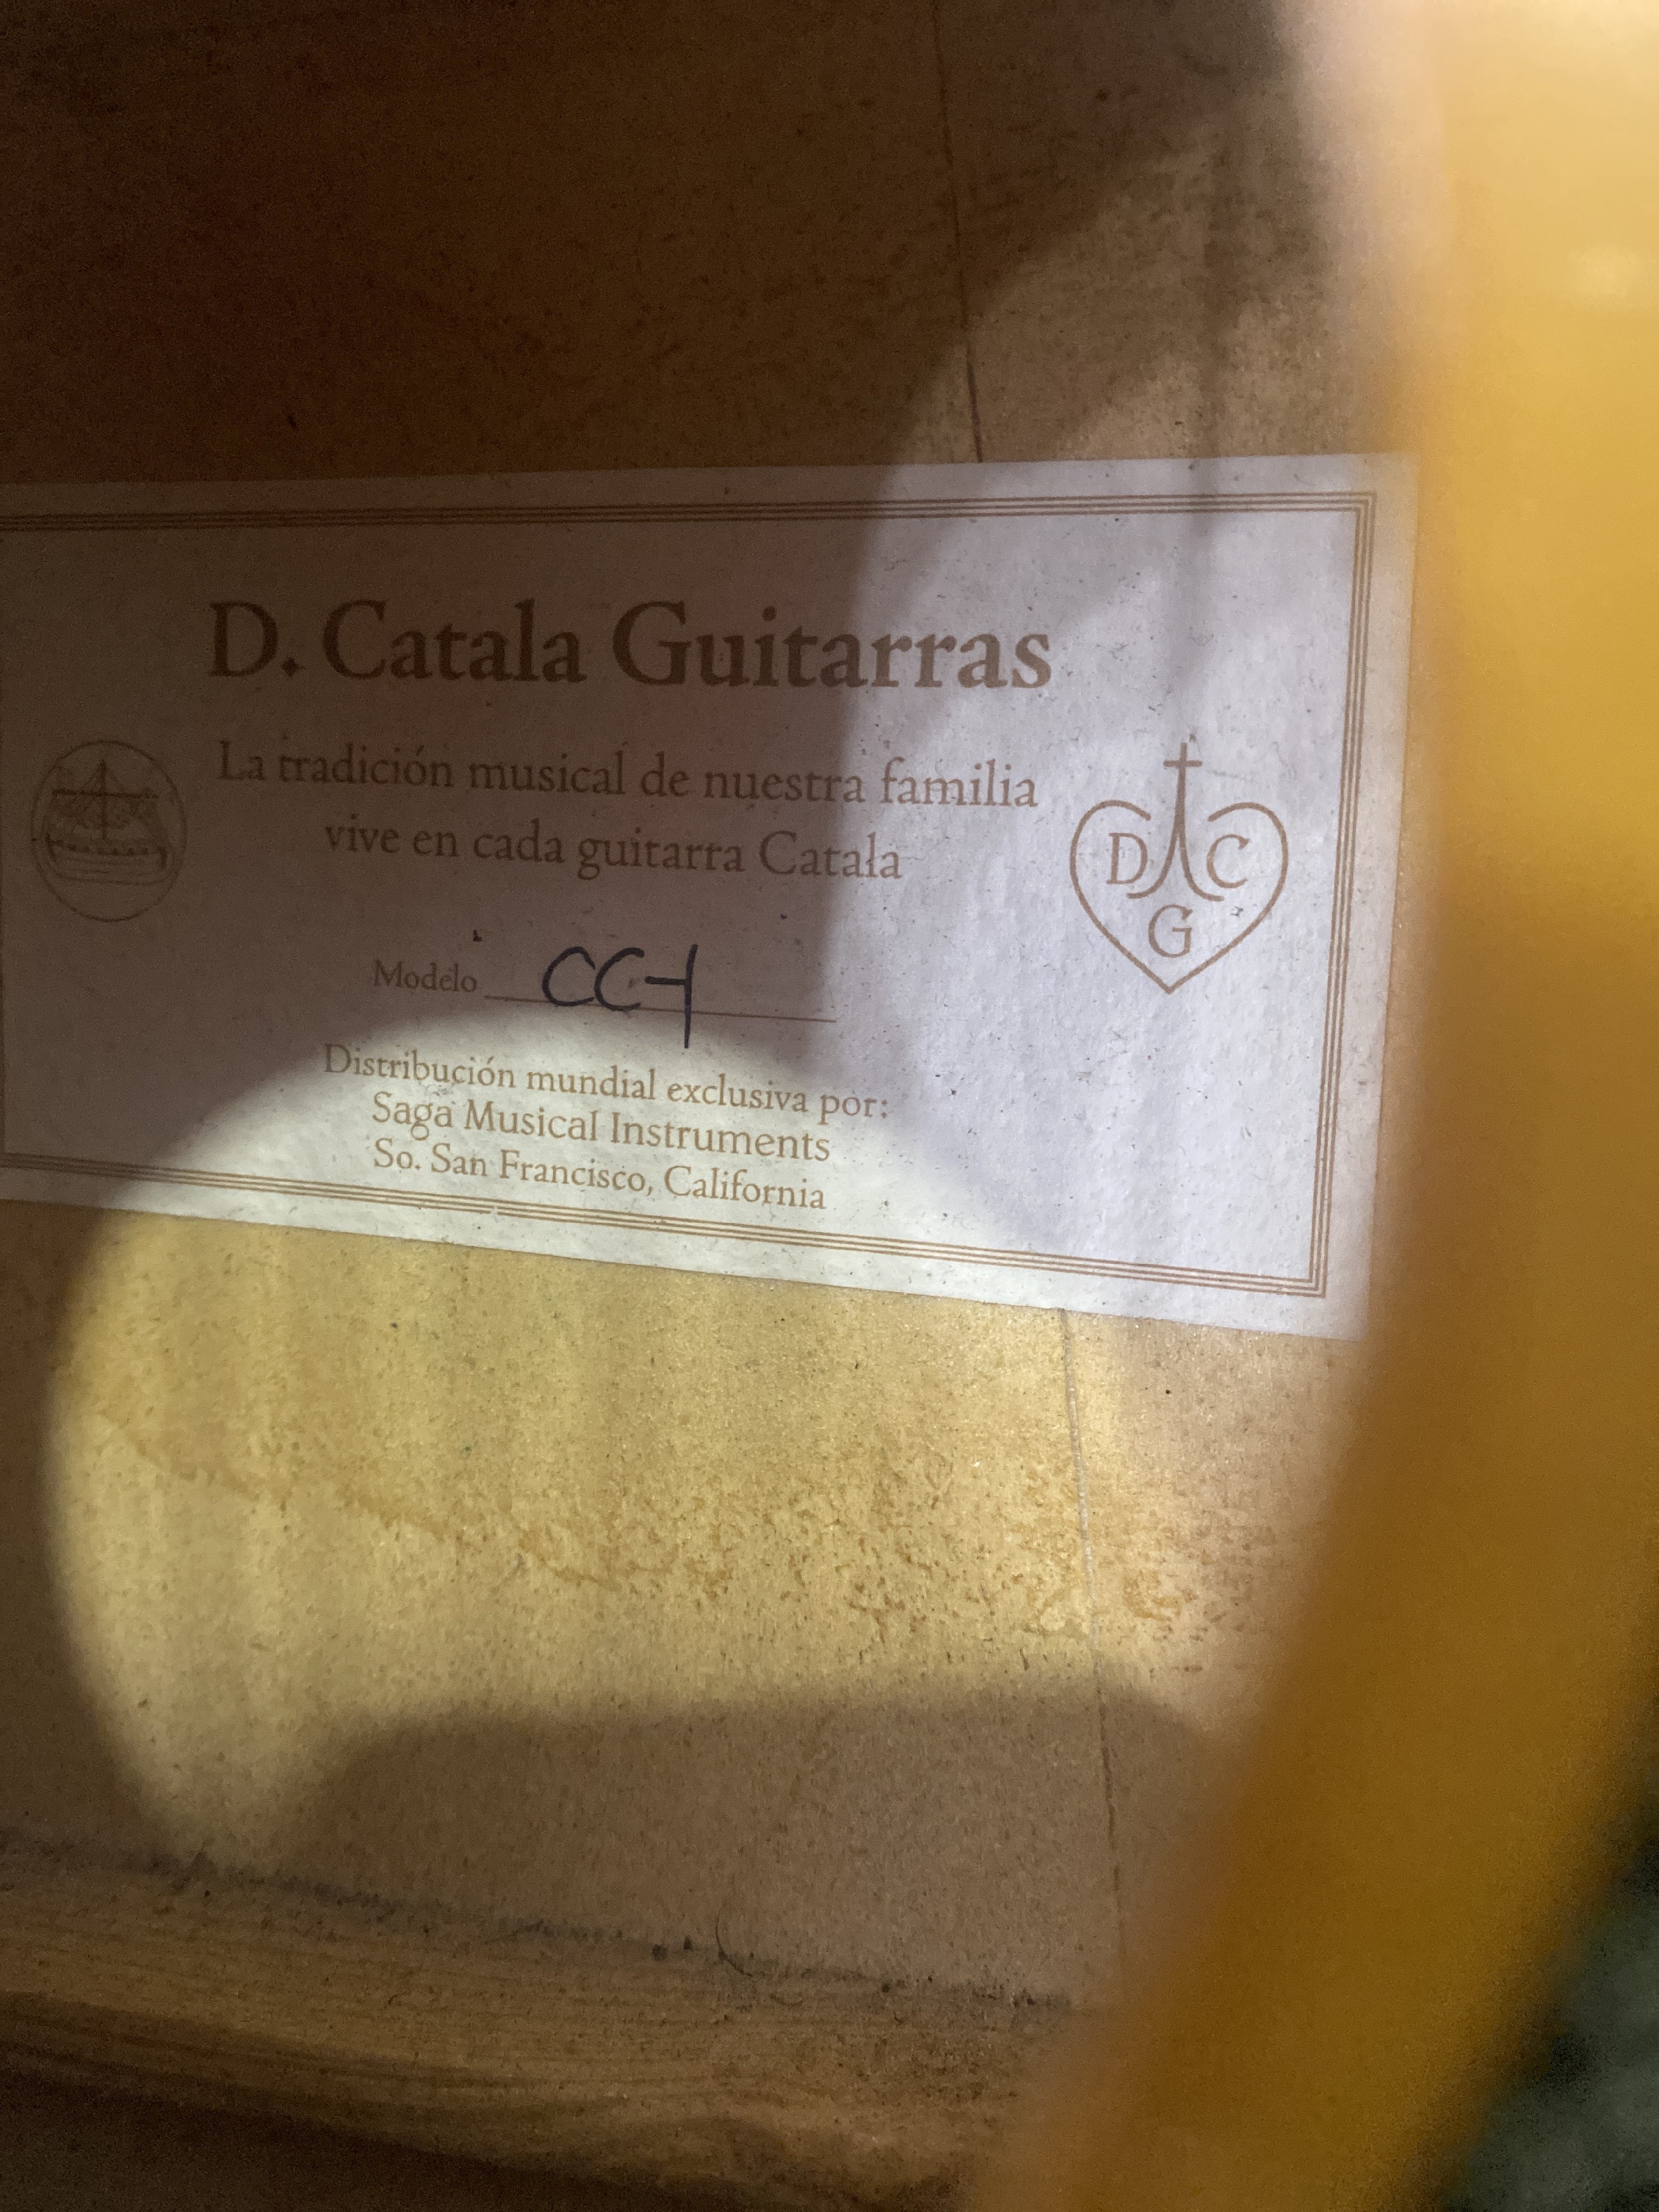 D. Catala Guitarras
La tradición musical de nuestra familia
vive en cada guitarra Catala
D C
G
Modelo CC-1
Distribución mundial exclusiva por:
Saga Musical Instruments
So. San Francisco, California